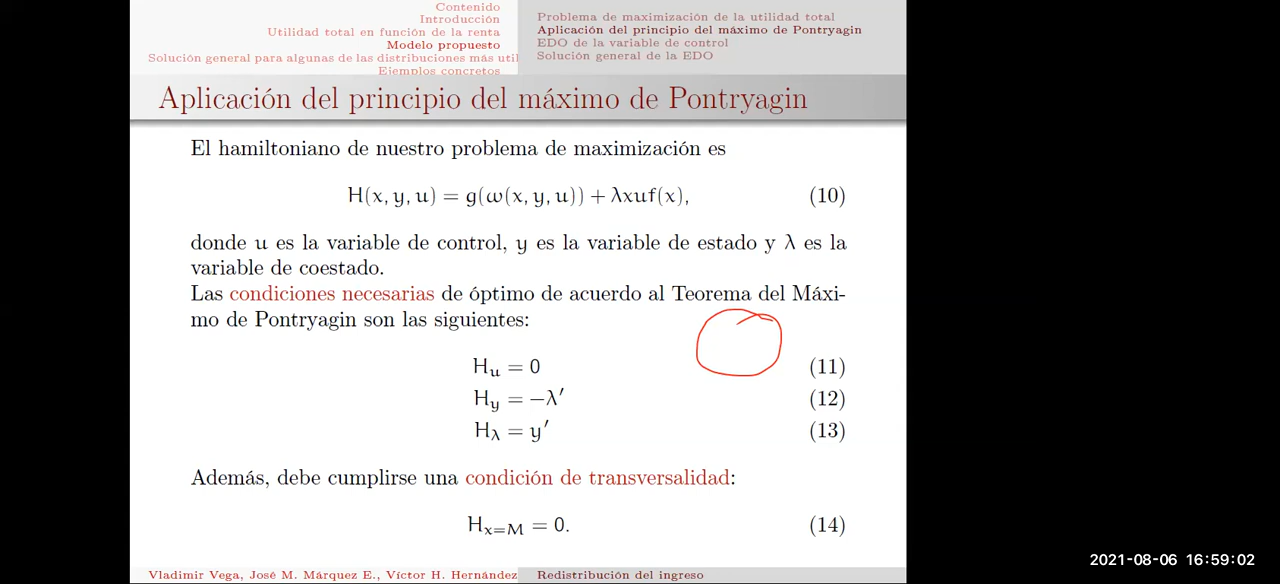 Contenido
Introducción
Utilidad total en función de la renta
Modelo propuesto
Solución general para algunas de las distribuciones más util
Ejemplos concretos
Problema de maximización de la utilidad total
Aplicación del principio del máximo de Pontryagin
EDO de la variable de control
Solución general de la EDO
Aplicación del principio del máximo de Pontryagin
El hamiltoniano de nuestro problema de maximización es
H(x, y, u) = g(ω(x, y, u)) + λxuf(x), (10)
donde u es la variable de control, y es la variable de estado y λ es la
variable de coestado.
Las condiciones necesarias de óptimo de acuerdo al Teorema del Máxi-
mo de Pontryagin son las siguientes:
H_u = 0 (11)
H_y = −λ′ (12)
H_λ = y′ (13)
Además, debe cumplirse una condición de transversalidad:
H_{x=M} = 0. (14)
Vladimir Vega, José M. Márquez E., Víctor H. Hernández
Redistribución del ingreso
2021-08-06 16:59:02